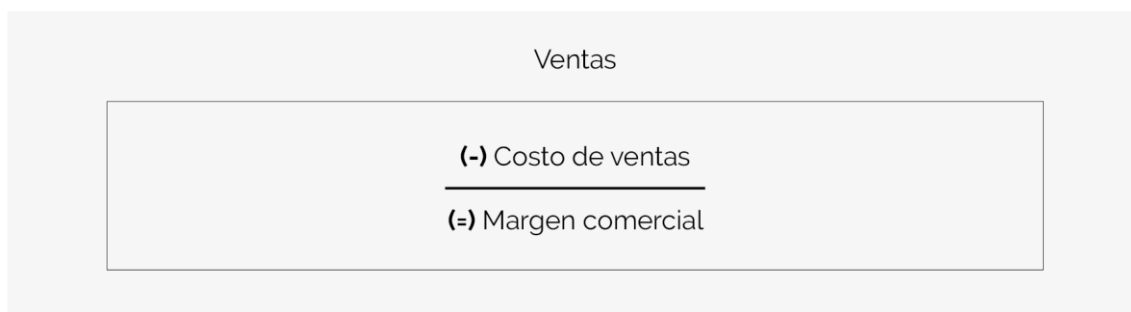 Ventas
(-) Costo de ventas
(=) Margen comercial